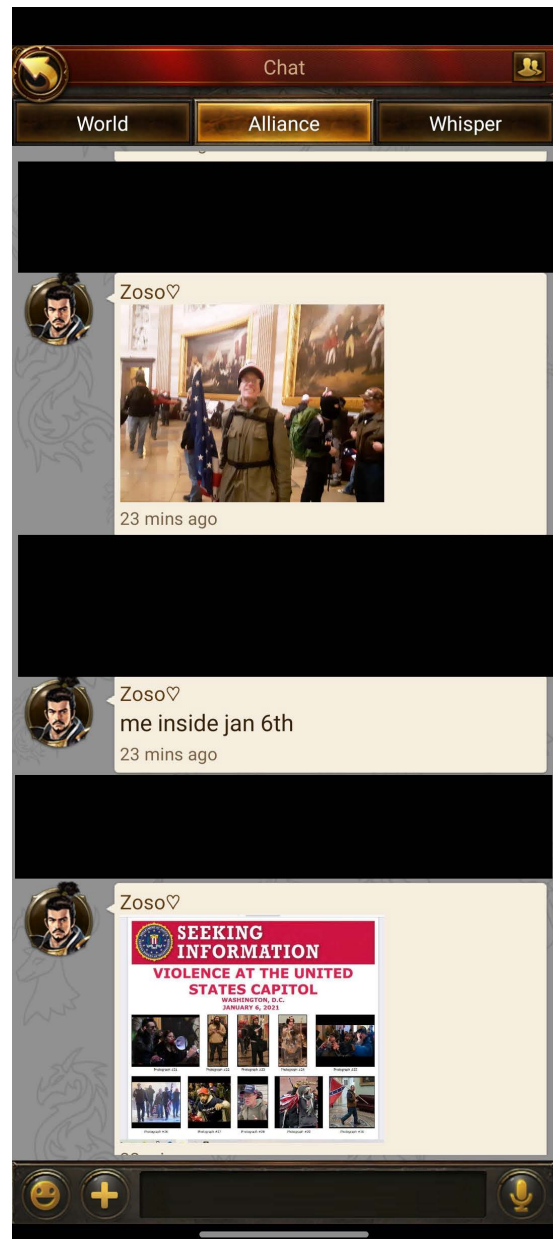 Chat
World
Alliance
Whisper
Zoso♡
23 mins ago
Zoso♡
me inside jan 6th
23 mins ago
Zoso♡
SEEKING
INFORMATION
VIOLENCE AT THE UNITED
STATES CAPITOL
WASHINGTON, D.C.
JANUARY 6, 2021